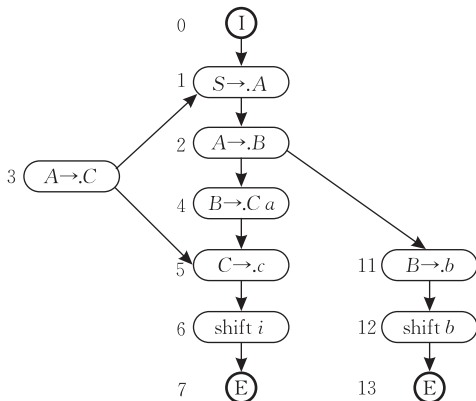 0 I
1 S→.A
2 A→.B
3 A→.C
4 B→.C a
5 C→.c
11 B→.b
6 shift i
12 shift b
7 E
13 E